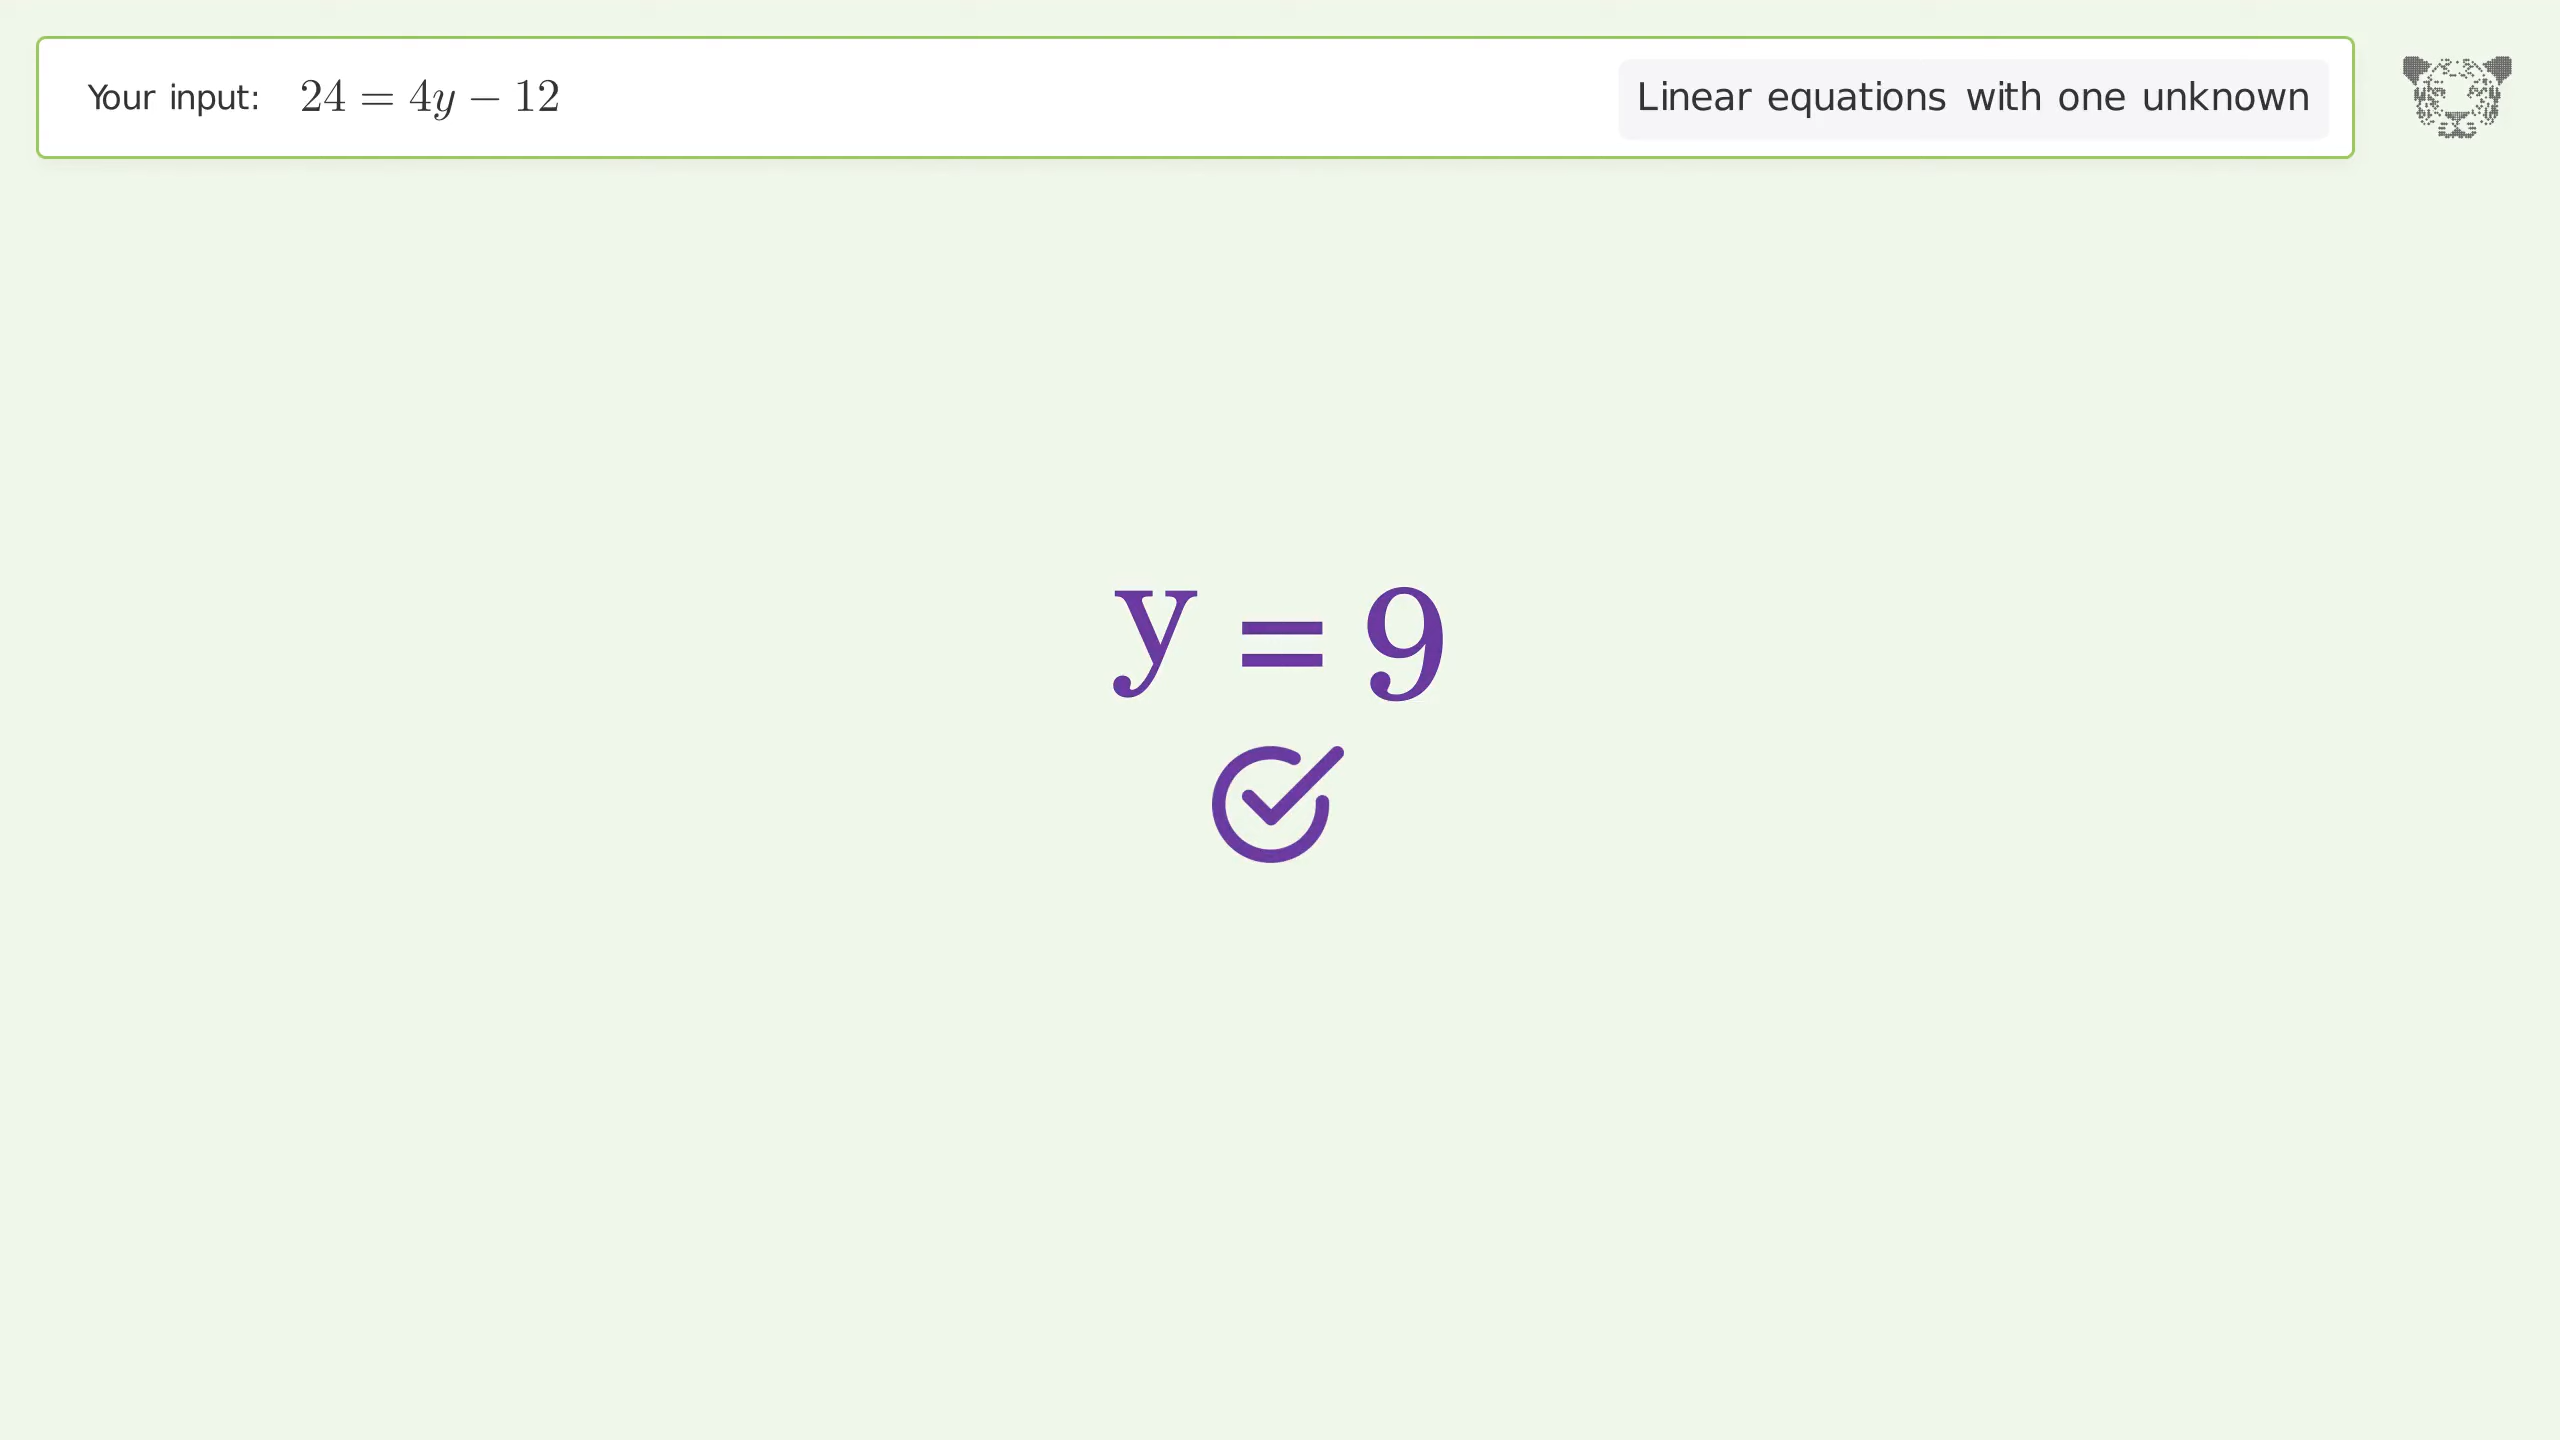 Your input: 24 = 4y − 12
Linear equations with one unknown
y = 9